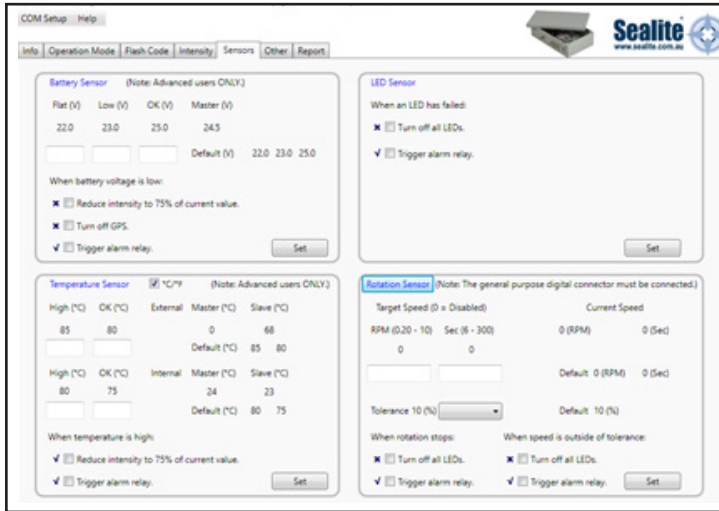 COM Setup Help
Sealite
www.sealite.com.au
Info Operation Mode Flash Code Intensity Sensors Other Report
Battery Sensor (Note: Advanced users ONLY.)
Flat (V) Low (V) OK (V) Master (V)
22.0 23.0 25.0 24.5
Default (V) 22.0 23.0 25.0
When battery voltage is low:
x Reduce intensity to 75% of current value.
x Turn off GPS.
√ Trigger alarm relay.
Set
LED Sensor
When an LED has failed:
x Turn off all LEDs.
√ Trigger alarm relay.
Set
Temperature Sensor °C/°F (Note: Advanced users ONLY.)
High (°C) OK (°C) External Master (°C) Slave (°C)
85 80 0 68
Default (°C) 85 80
High (°C) OK (°C) Internal Master (°C) Slave (°C)
80 75 24 23
Default (°C) 80 75
When temperature is high:
√ Reduce intensity to 75% of current value.
√ Trigger alarm relay.
Set
Rotation Sensor (Note: The general purpose digital connector must be connected.)
Target Speed (0 = Disabled) Current Speed
RPM (0.20 - 10) Sec (6 - 300) 0 (RPM) 0 (Sec)
0 0
Default 0 (RPM) 0 (Sec)
Tolerance 10 (%) Default 10 (%)
When rotation stops: When speed is outside of tolerance:
x Turn off all LEDs. x Turn off all LEDs.
√ Trigger alarm relay. √ Trigger alarm relay.
Set